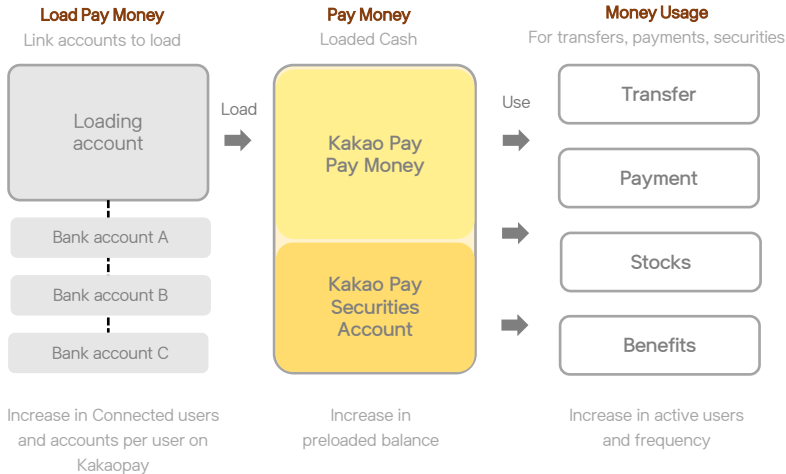 Load Pay Money
Link accounts to load
Loading
account
Bank account A
Bank account B
Bank account C
Increase in Connected users
and accounts per user on
Kakaopay
Load
Pay Money
Loaded Cash
Kakao Pay
Pay Money
Kakao Pay
Securities
Account
Increase in
preloaded balance
Use
Money Usage
For transfers, payments, securities
Transfer
Payment
Stocks
Benefits
Increase in active users
and frequency